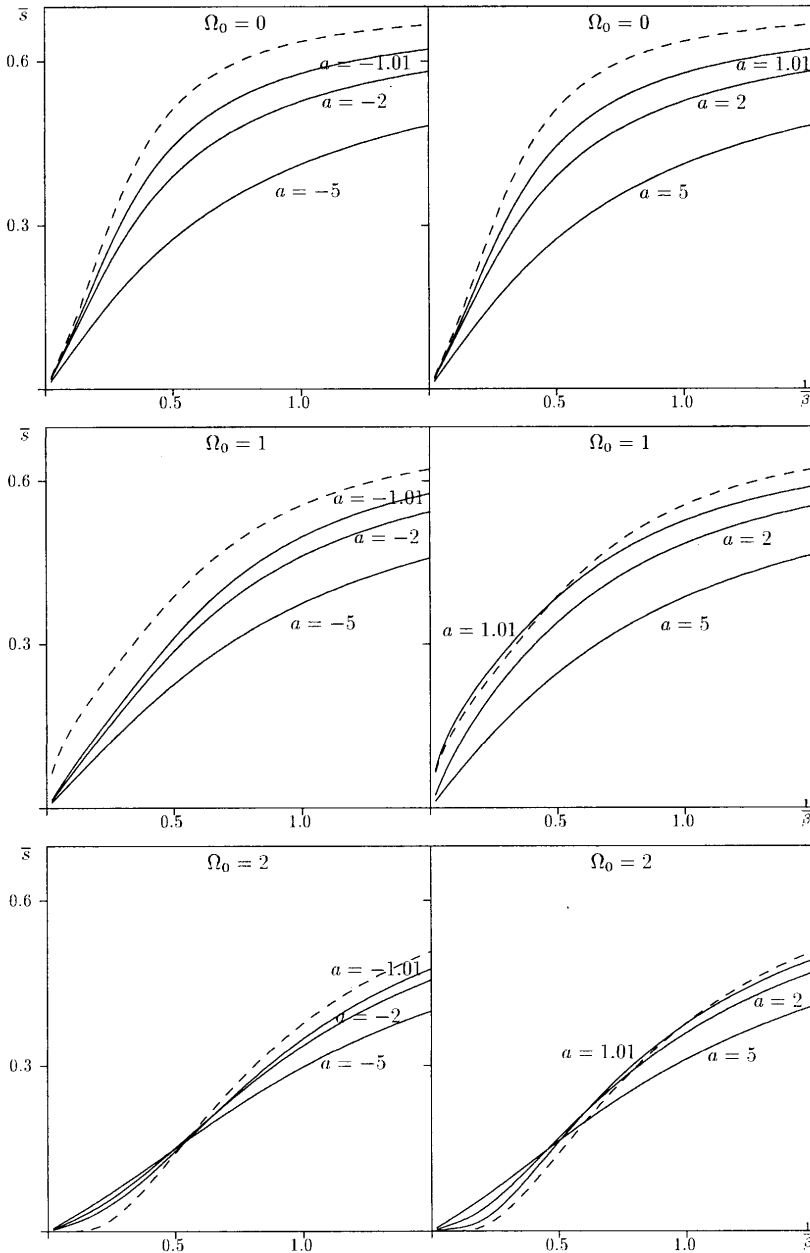 s̅
Ω₀ = 0
Ω₀ = 0
0.6
a = −1.01
a = 1.01
a = −2
a = 2
a = −5
a = 5
0.3
0.5
1.0
0.5
1.0
1/β̅
s̅
Ω₀ = 1
Ω₀ = 1
0.6
a = −1.01
a = −2
a = 2
0.3
a = −5
a = 1.01
a = 5
0.5
1.0
0.5
1.0
1/β̅
s̅
Ω₀ = 2
Ω₀ = 2
0.6
a = −1.01
a = −2
a = 2
0.3
a = −5
a = 1.01
a = 5
0.5
1.0
0.5
1.0